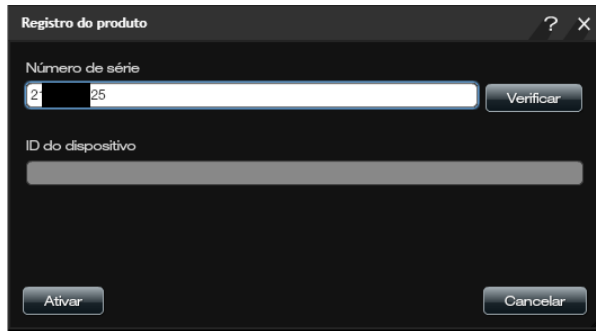 Registro do produto
? X
Número de série
21 25
Verificar
ID do dispositivo
Ativar
Cancelar